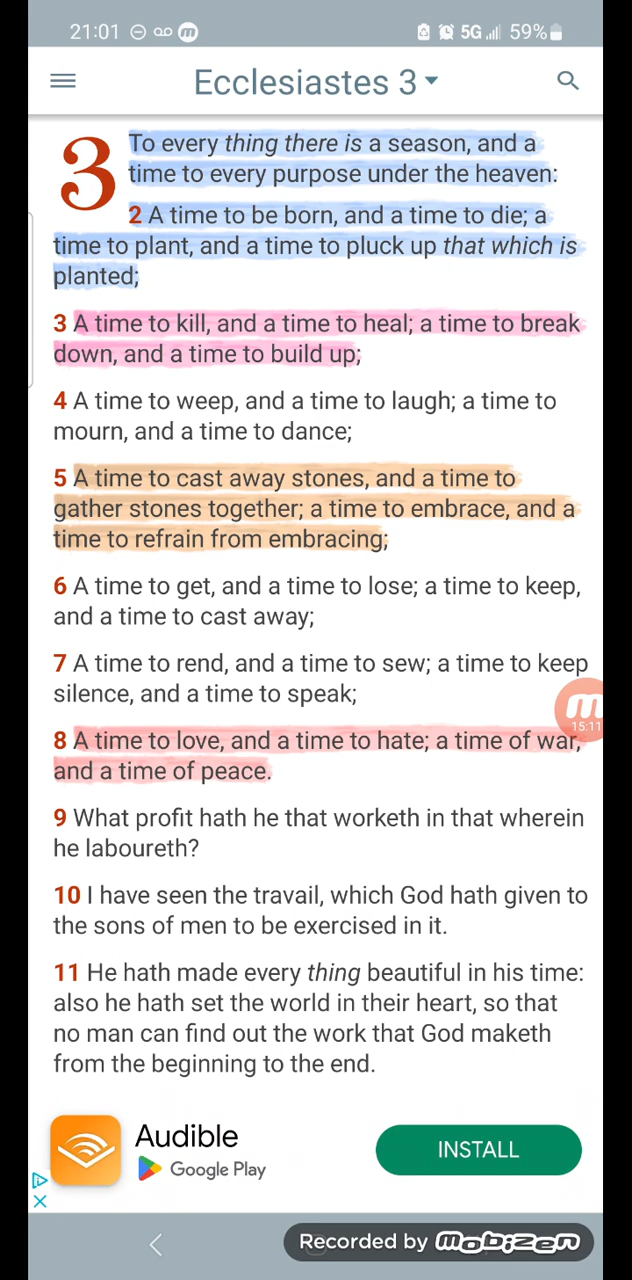 21:01 m 5G 59%
Ecclesiastes 3
3 To every thing there is a season, and a
time to every purpose under the heaven:
2 A time to be born, and a time to die; a
time to plant, and a time to pluck up that which is
planted;
3 A time to kill, and a time to heal; a time to break
down, and a time to build up;
4 A time to weep, and a time to laugh; a time to
mourn, and a time to dance;
5 A time to cast away stones, and a time to
gather stones together; a time to embrace, and a
time to refrain from embracing;
6 A time to get, and a time to lose; a time to keep,
and a time to cast away;
7 A time to rend, and a time to sew; a time to keep
silence, and a time to speak;
m
15:11
8 A time to love, and a time to hate; a time of war,
and a time of peace.
9 What profit hath he that worketh in that wherein
he laboureth?
10 I have seen the travail, which God hath given to
the sons of men to be exercised in it.
11 He hath made every thing beautiful in his time:
also he hath set the world in their heart, so that
no man can find out the work that God maketh
from the beginning to the end.
Audible
Google Play
INSTALL
Recorded by mobizen